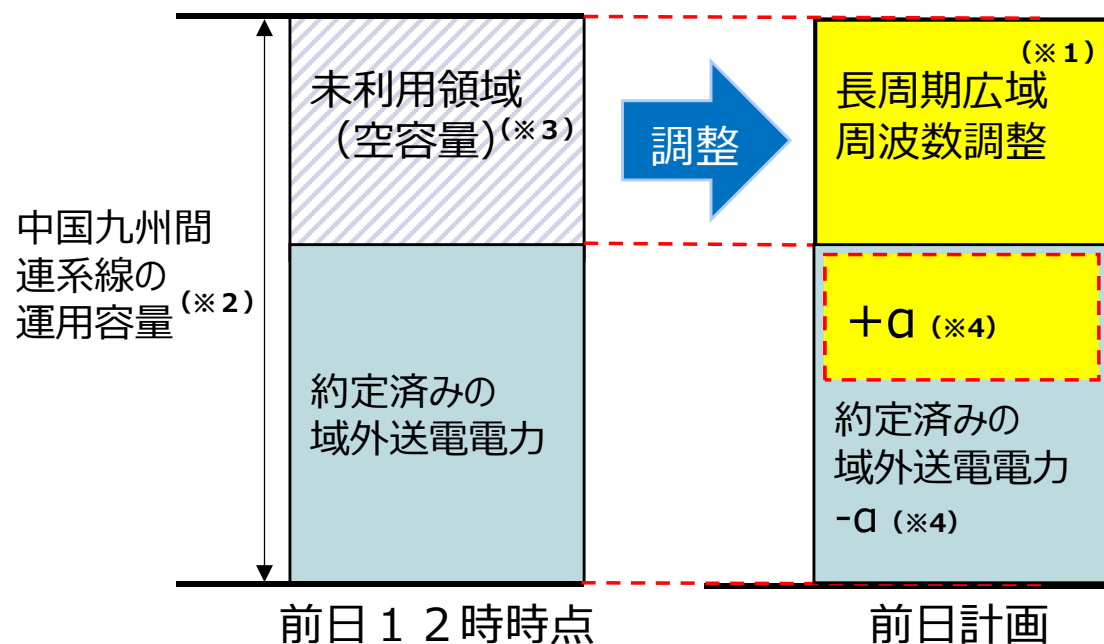 中国九州間
連系線の
運用容量(※2)
未利用領域
(空容量)(※3)
約定済みの
域外送電電力
前日12時時点
調整
(※1)
長周期広域
周波数調整
+α (※4)
約定済みの
域外送電電力
-α (※4)
前日計画